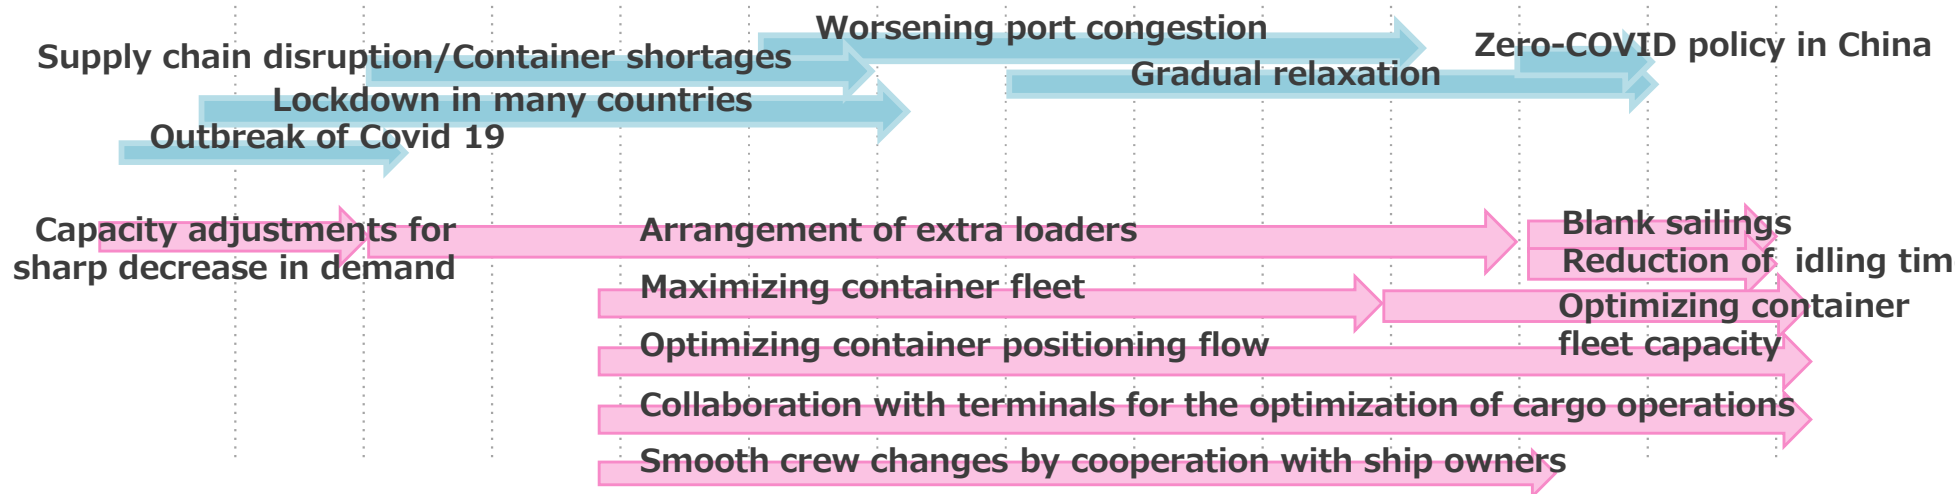 Worsening port congestion
Zero-COVID policy in China
Supply chain disruption/Container shortages
Gradual relaxation
Lockdown in many countries
Outbreak of Covid 19
Capacity adjustments for
sharp decrease in demand
Arrangement of extra loaders
Blank sailings
Reduction of idling tim
Maximizing container fleet
Optimizing container
fleet capacity
Optimizing container positioning flow
Collaboration with terminals for the optimization of cargo operations
Smooth crew changes by cooperation with ship owners